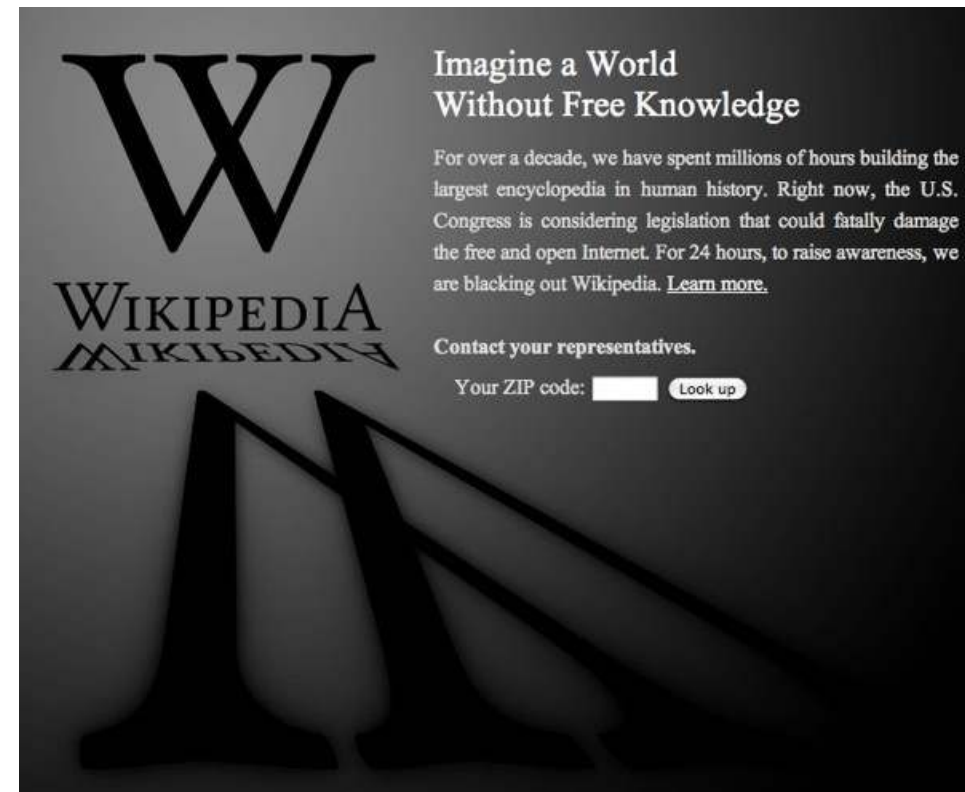 W
WIKIPEDIA
Imagine a World
Without Free Knowledge
For over a decade, we have spent millions of hours building the
largest encyclopedia in human history. Right now, the U.S.
Congress is considering legislation that could fatally damage
the free and open Internet. For 24 hours, to raise awareness, we
are blacking out Wikipedia. Learn more.
Contact your representatives.
Your ZIP code: Look up